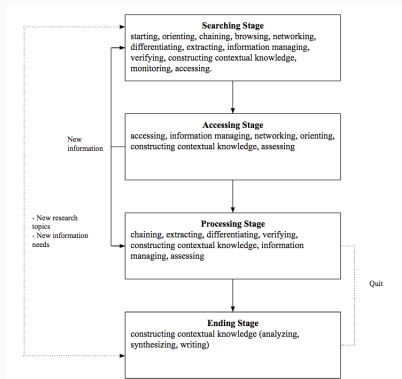 Searching Stage
starting, orienting, chaining, browsing, networking,
differentiating, extracting, information managing,
verifying, constructing contextual knowledge,
monitoring, accessing.
New
information
Accessing Stage
accessing, information managing, networking, orienting,
constructing contextual knowledge, assessing
- New research
topics
- New information
needs
Processing Stage
chaining, extracting, differentiating, verifying,
constructing contextual knowledge, information
managing, assessing
Quit
Ending Stage
constructing contextual knowledge (analyzing,
synthesizing, writing)